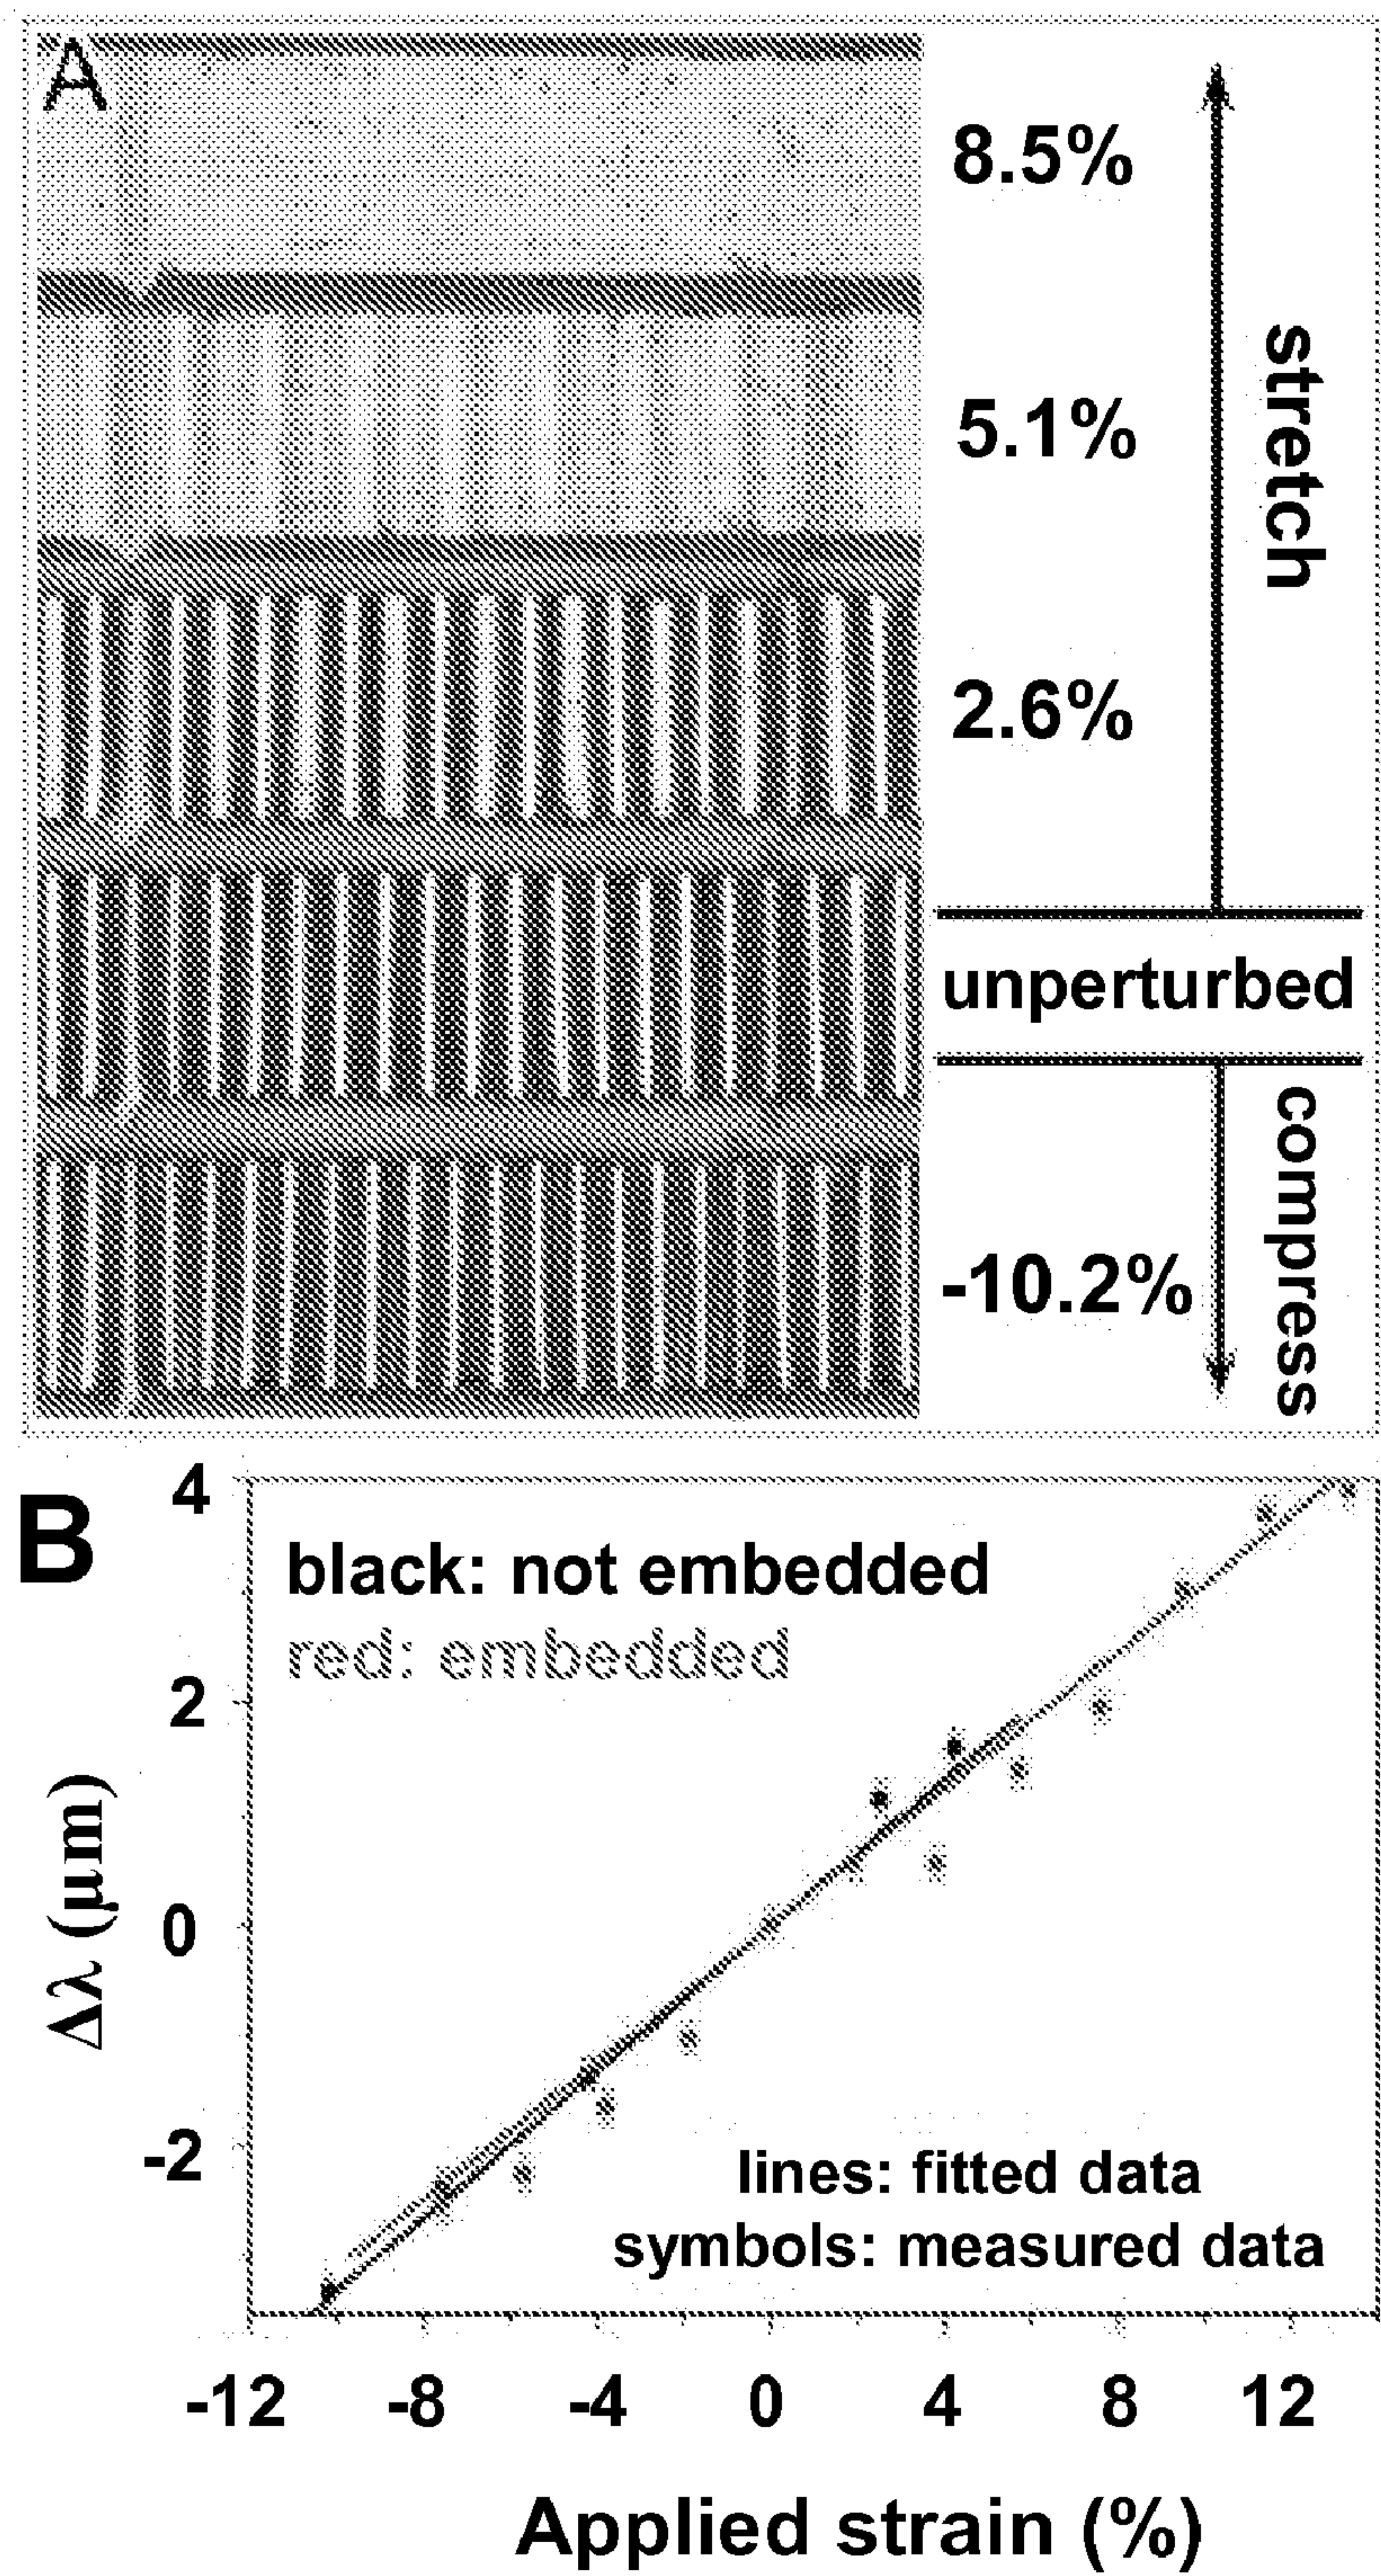 A
8.5%
5.1%
stretch
2.6%
unperturbed
-10.2%
compress
B
4
2
0
-2
Δλ (μm)
black: not embedded
red: embedded
lines: fitted data
symbols: measured data
-12 -8 -4 0 4 8 12
Applied strain (%)